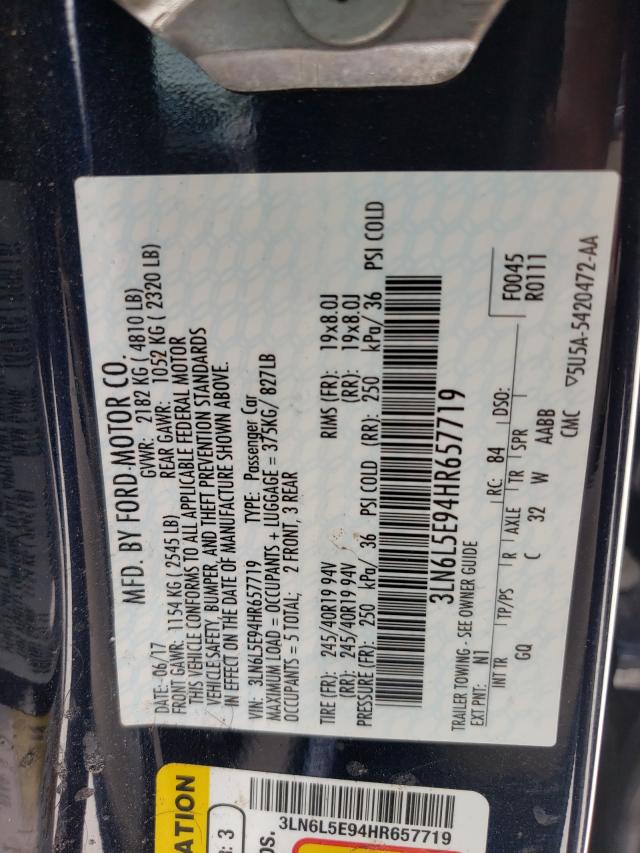 MFD. BY FORD MOTOR CO.
DATE: 06/17 GVWR: 2182 KG ( 4810 LB)
FRONT GAWR: 1154 KG ( 2545 LB) REAR GAWR: 1052 KG ( 2320 LB)
THIS VEHICLE CONFORMS TO ALL APPLICABLE FEDERAL MOTOR
VEHICLE SAFETY, BUMPER, AND THEFT PREVENTION STANDARDS
IN EFFECT ON THE DATE OF MANUFACTURE SHOWN ABOVE.
VIN: 3LN6L5E94HR657719 TYPE: Passenger Car
MAXIMUM LOAD = OCCUPANTS + LUGGAGE = 375KG/ 827LB
OCCUPANTS = 5 TOTAL; 2 FRONT, 3 REAR
TIRE (FR): 245/40R19 94V RIMS (FR): 19x8.0J
(RR): 245/40R19 94V (RR): 19x8.0J
PRESSURE (FR): 250 kPa/ 36 PSI COLD (RR): 250 kPa/ 36 PSI COLD
3LN6L5E94HR657719
TRAILER TOWING - SEE OWNER GUIDE
EXT PNT: N1 RC: 84 DSO: F0045
R0111
INT TR TP/PS R AXLE TR SPR
GQ C 32 W AABB
CMC ▽5U5A-5420472-AA
ATION
: 3
OS.
3LN6L5E94HR657719